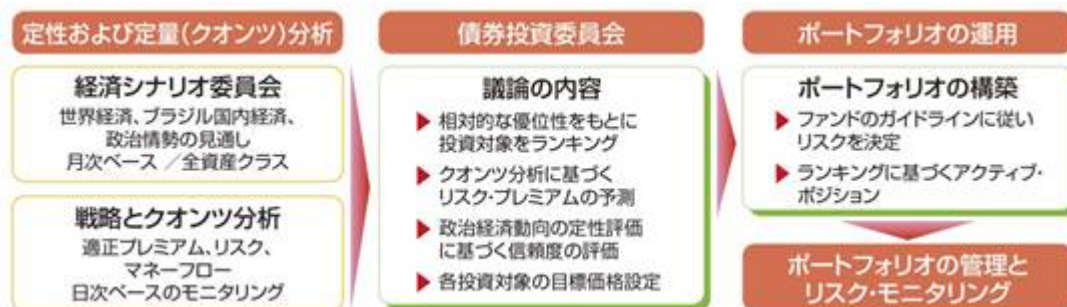 定性および定量(クオンツ)分析
経済シナリオ委員会
世界経済、ブラジル国内経済、
政治情勢の見通し
月次ベース ／全資産クラス
戦略とクオンツ分析
適正プレミアム、リスク、
マネーフロー
日次ベースのモニタリング
債券投資委員会
議論の内容
▶ 相対的な優位性をもとに
投資対象をランキング
▶ クオンツ分析に基づく
リスク・プレミアムの予測
▶ 政治経済動向の定性評価
に基づく信頼度の評価
▶ 各投資対象の目標価格設定
ポートフォリオの運用
ポートフォリオの構築
▶ ファンドのガイドラインに従い
リスクを決定
▶ ランキングに基づくアクティブ・
ポジション
ポートフォリオの管理と
リスク・モニタリング